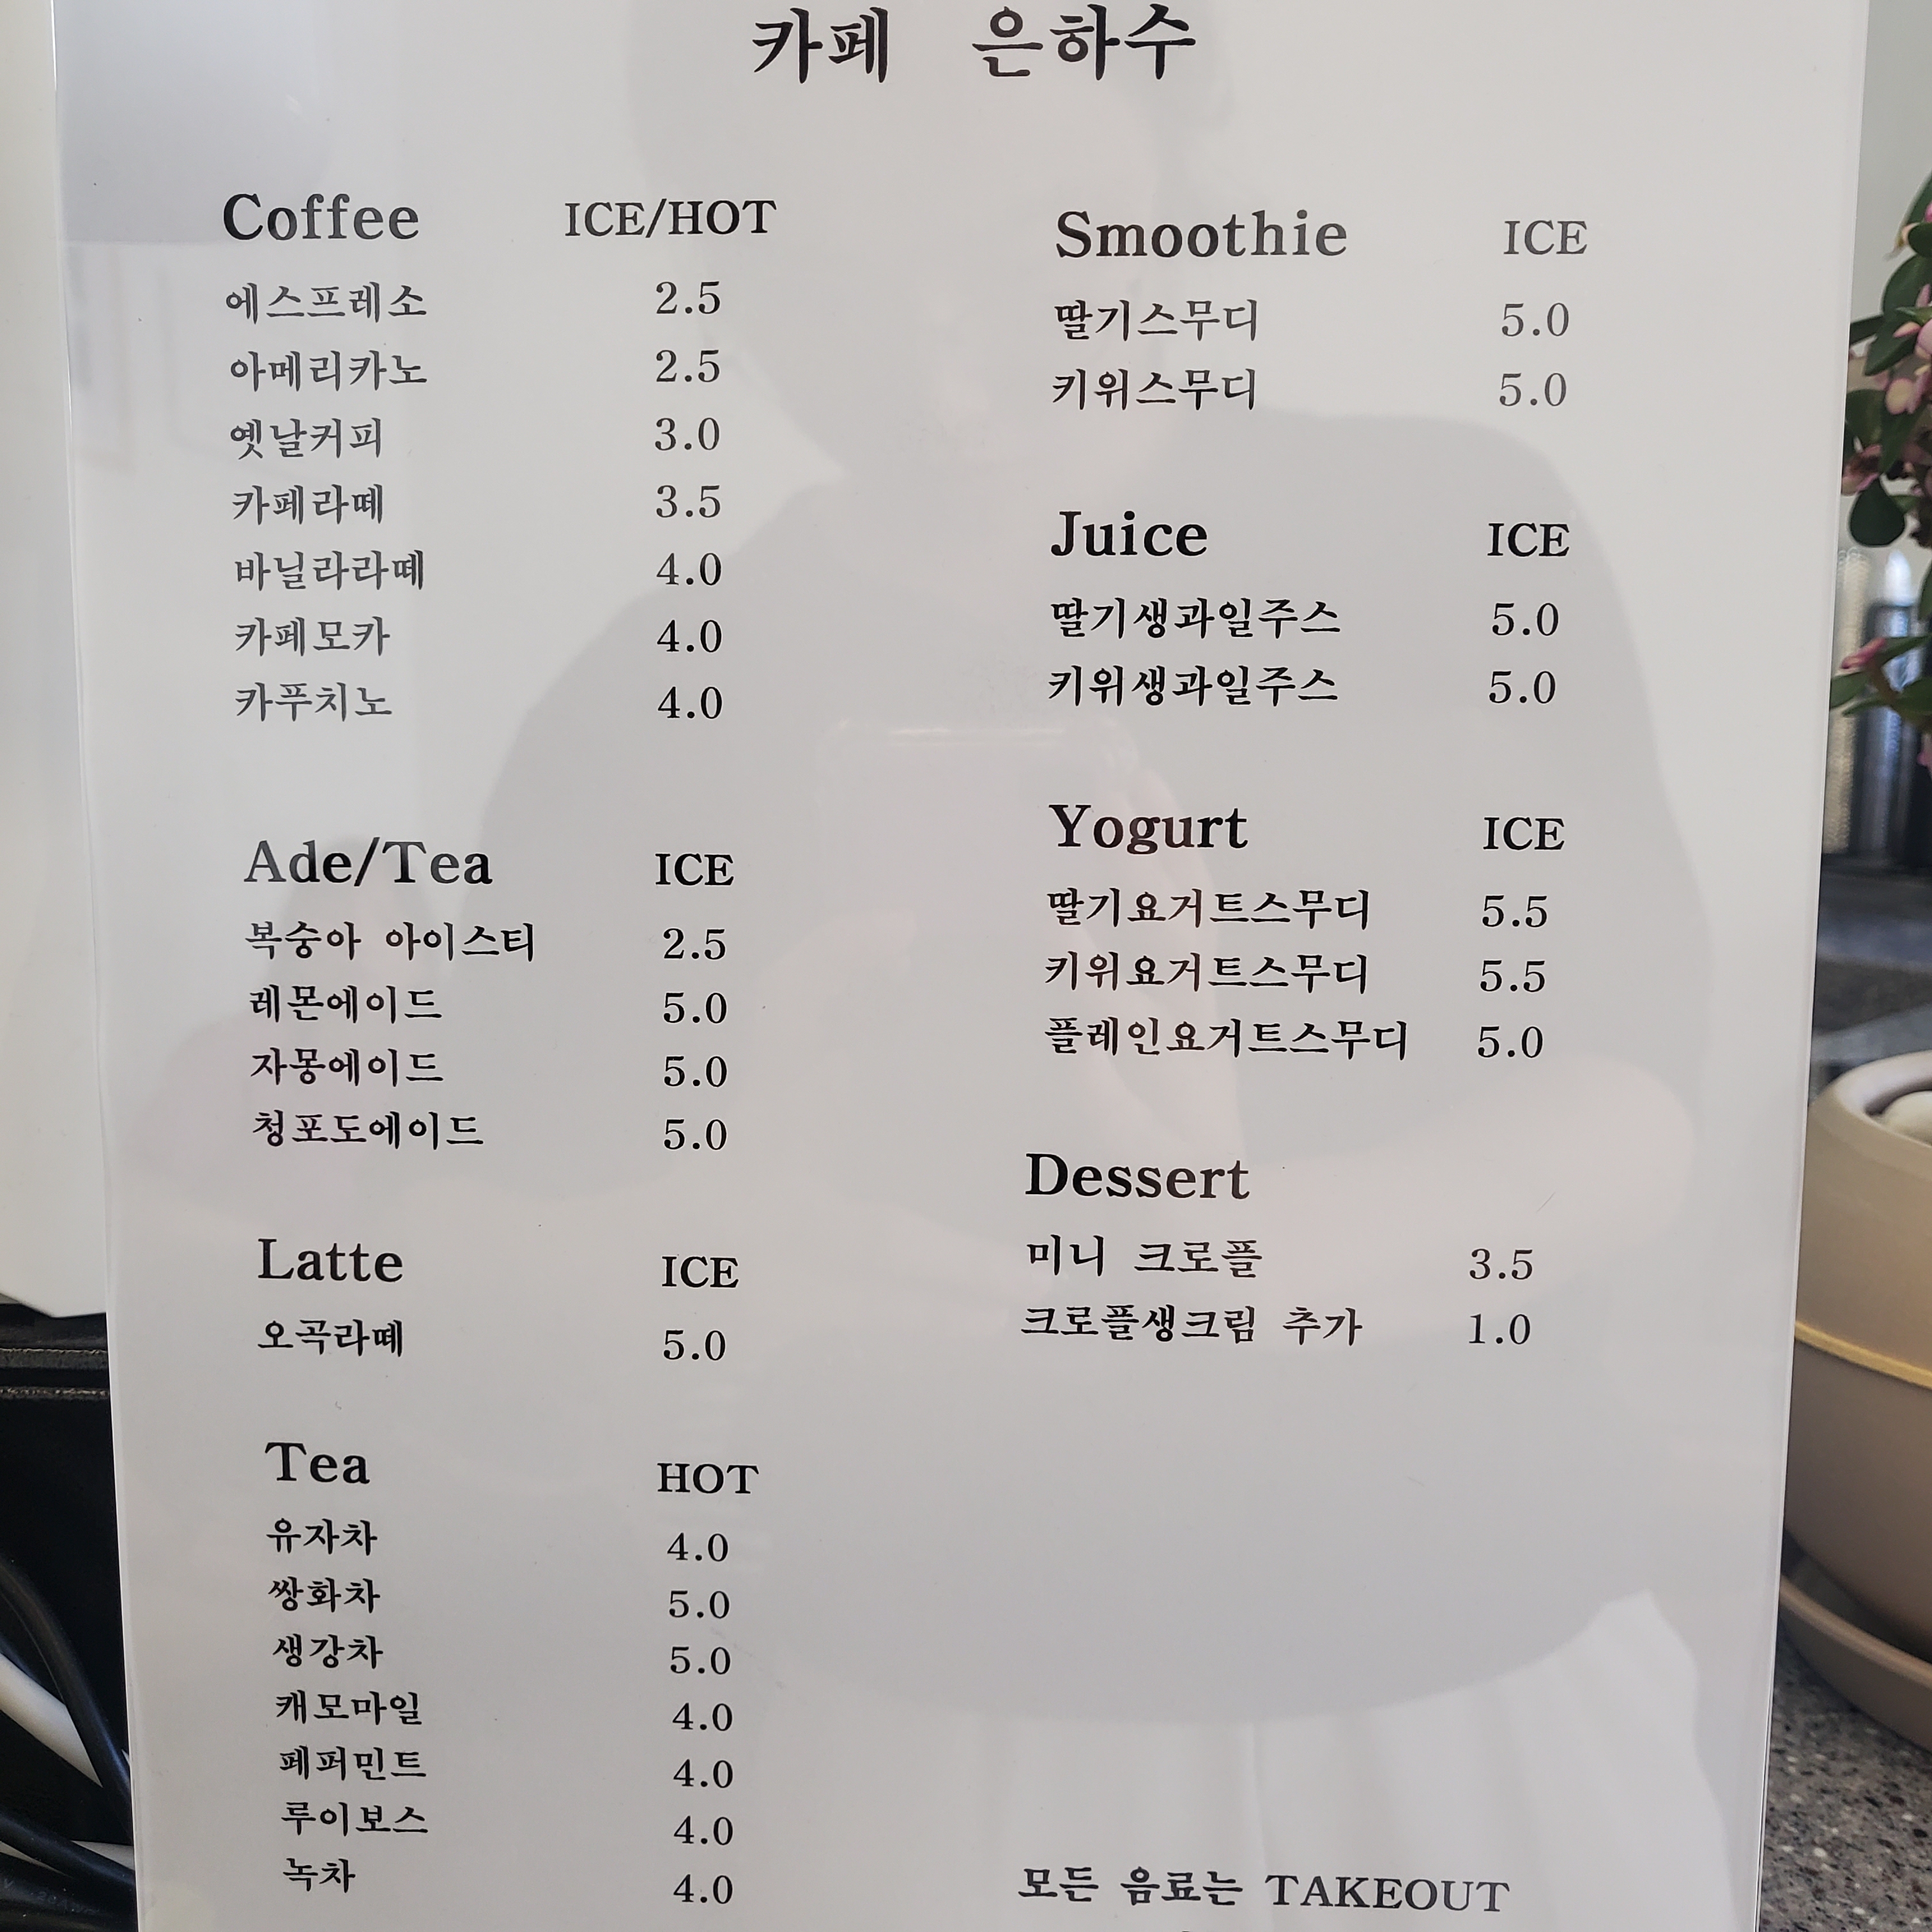 카페 은하수
Coffee ICE/HOT
에스프레소 2.5
아메리카노 2.5
옛날커피 3.0
카페라떼 3.5
바닐라라떼 4.0
카페모카 4.0
카푸치노 4.0
Ade/Tea ICE
복숭아 아이스티 2.5
레몬에이드 5.0
자몽에이드 5.0
청포도에이드 5.0
Latte ICE
오곡라떼 5.0
Tea HOT
유자차 4.0
쌍화차 5.0
생강차 5.0
캐모마일 4.0
페퍼민트 4.0
루이보스 4.0
녹차 4.0
Smoothie ICE
딸기스무디 5.0
키위스무디 5.0
Juice ICE
딸기생과일주스 5.0
키위생과일주스 5.0
Yogurt ICE
딸기요거트스무디 5.5
키위요거트스무디 5.5
플레인요거트스무디 5.0
Dessert
미니 크로플 3.5
크로플생크림 추가 1.0
모든 음료는 TAKEOUT